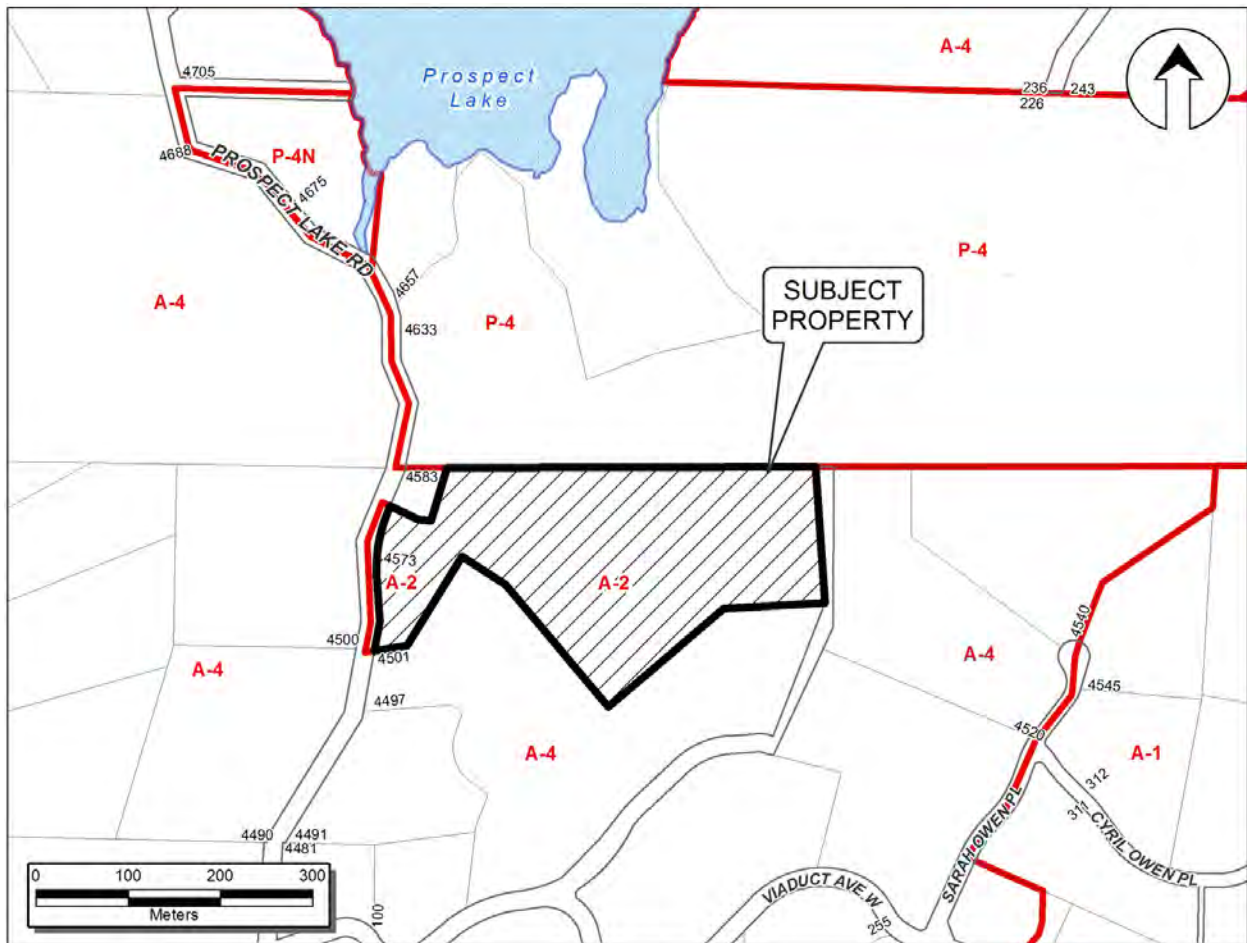 4705
A-4
236
243
226
Prospect
Lake
4688
P-4N
4675
PROSPECT LAKE RD
4657
A-4
4633
P-4
P-4
SUBJECT
PROPERTY
4583
4573
A-2
A-2
4500
4501
A-4
4497
A-4
A-4
4540
4545
4520
A-1
312
311
CYRIL OWEN PL
SARAH OWEN PL
VIADUCT AVE W
255
4490
4491
4481
100
0 100 200 300
Meters